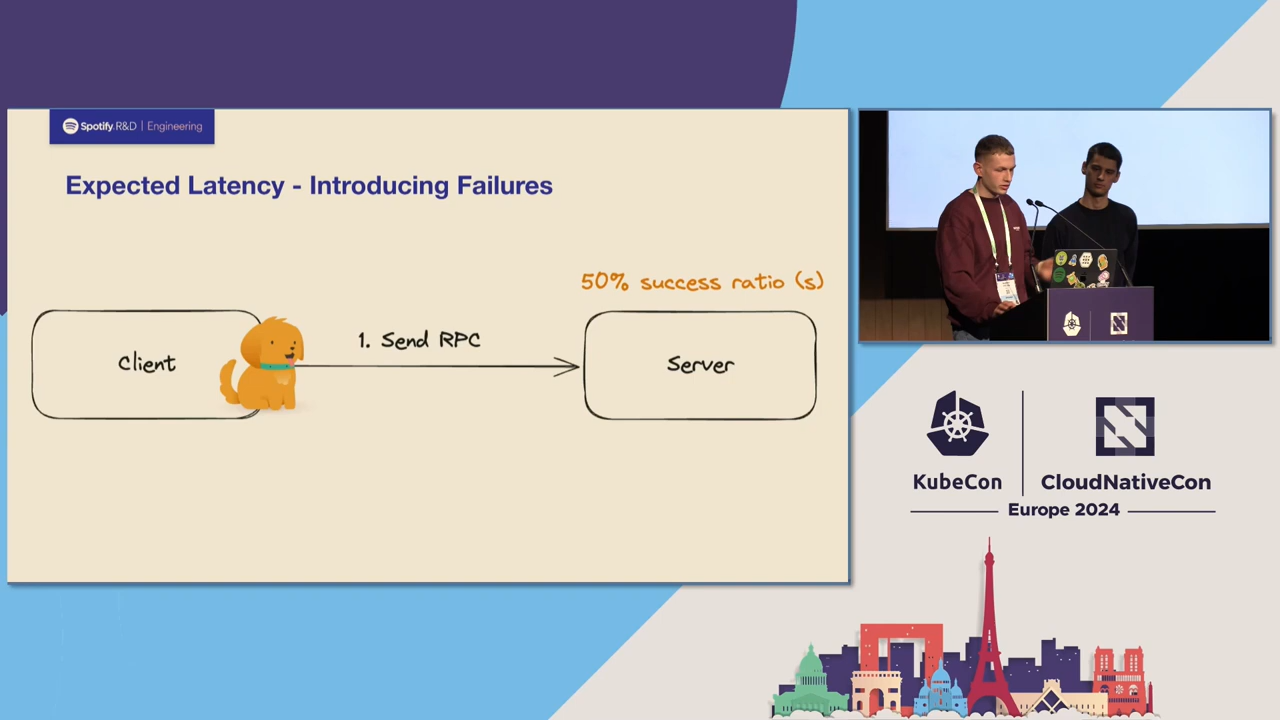 Spotify R&D | Engineering
Expected Latency - Introducing Failures
50% success ratio (s)
Client
1. Send RPC
Server
KubeCon
CloudNativeCon
Europe 2024